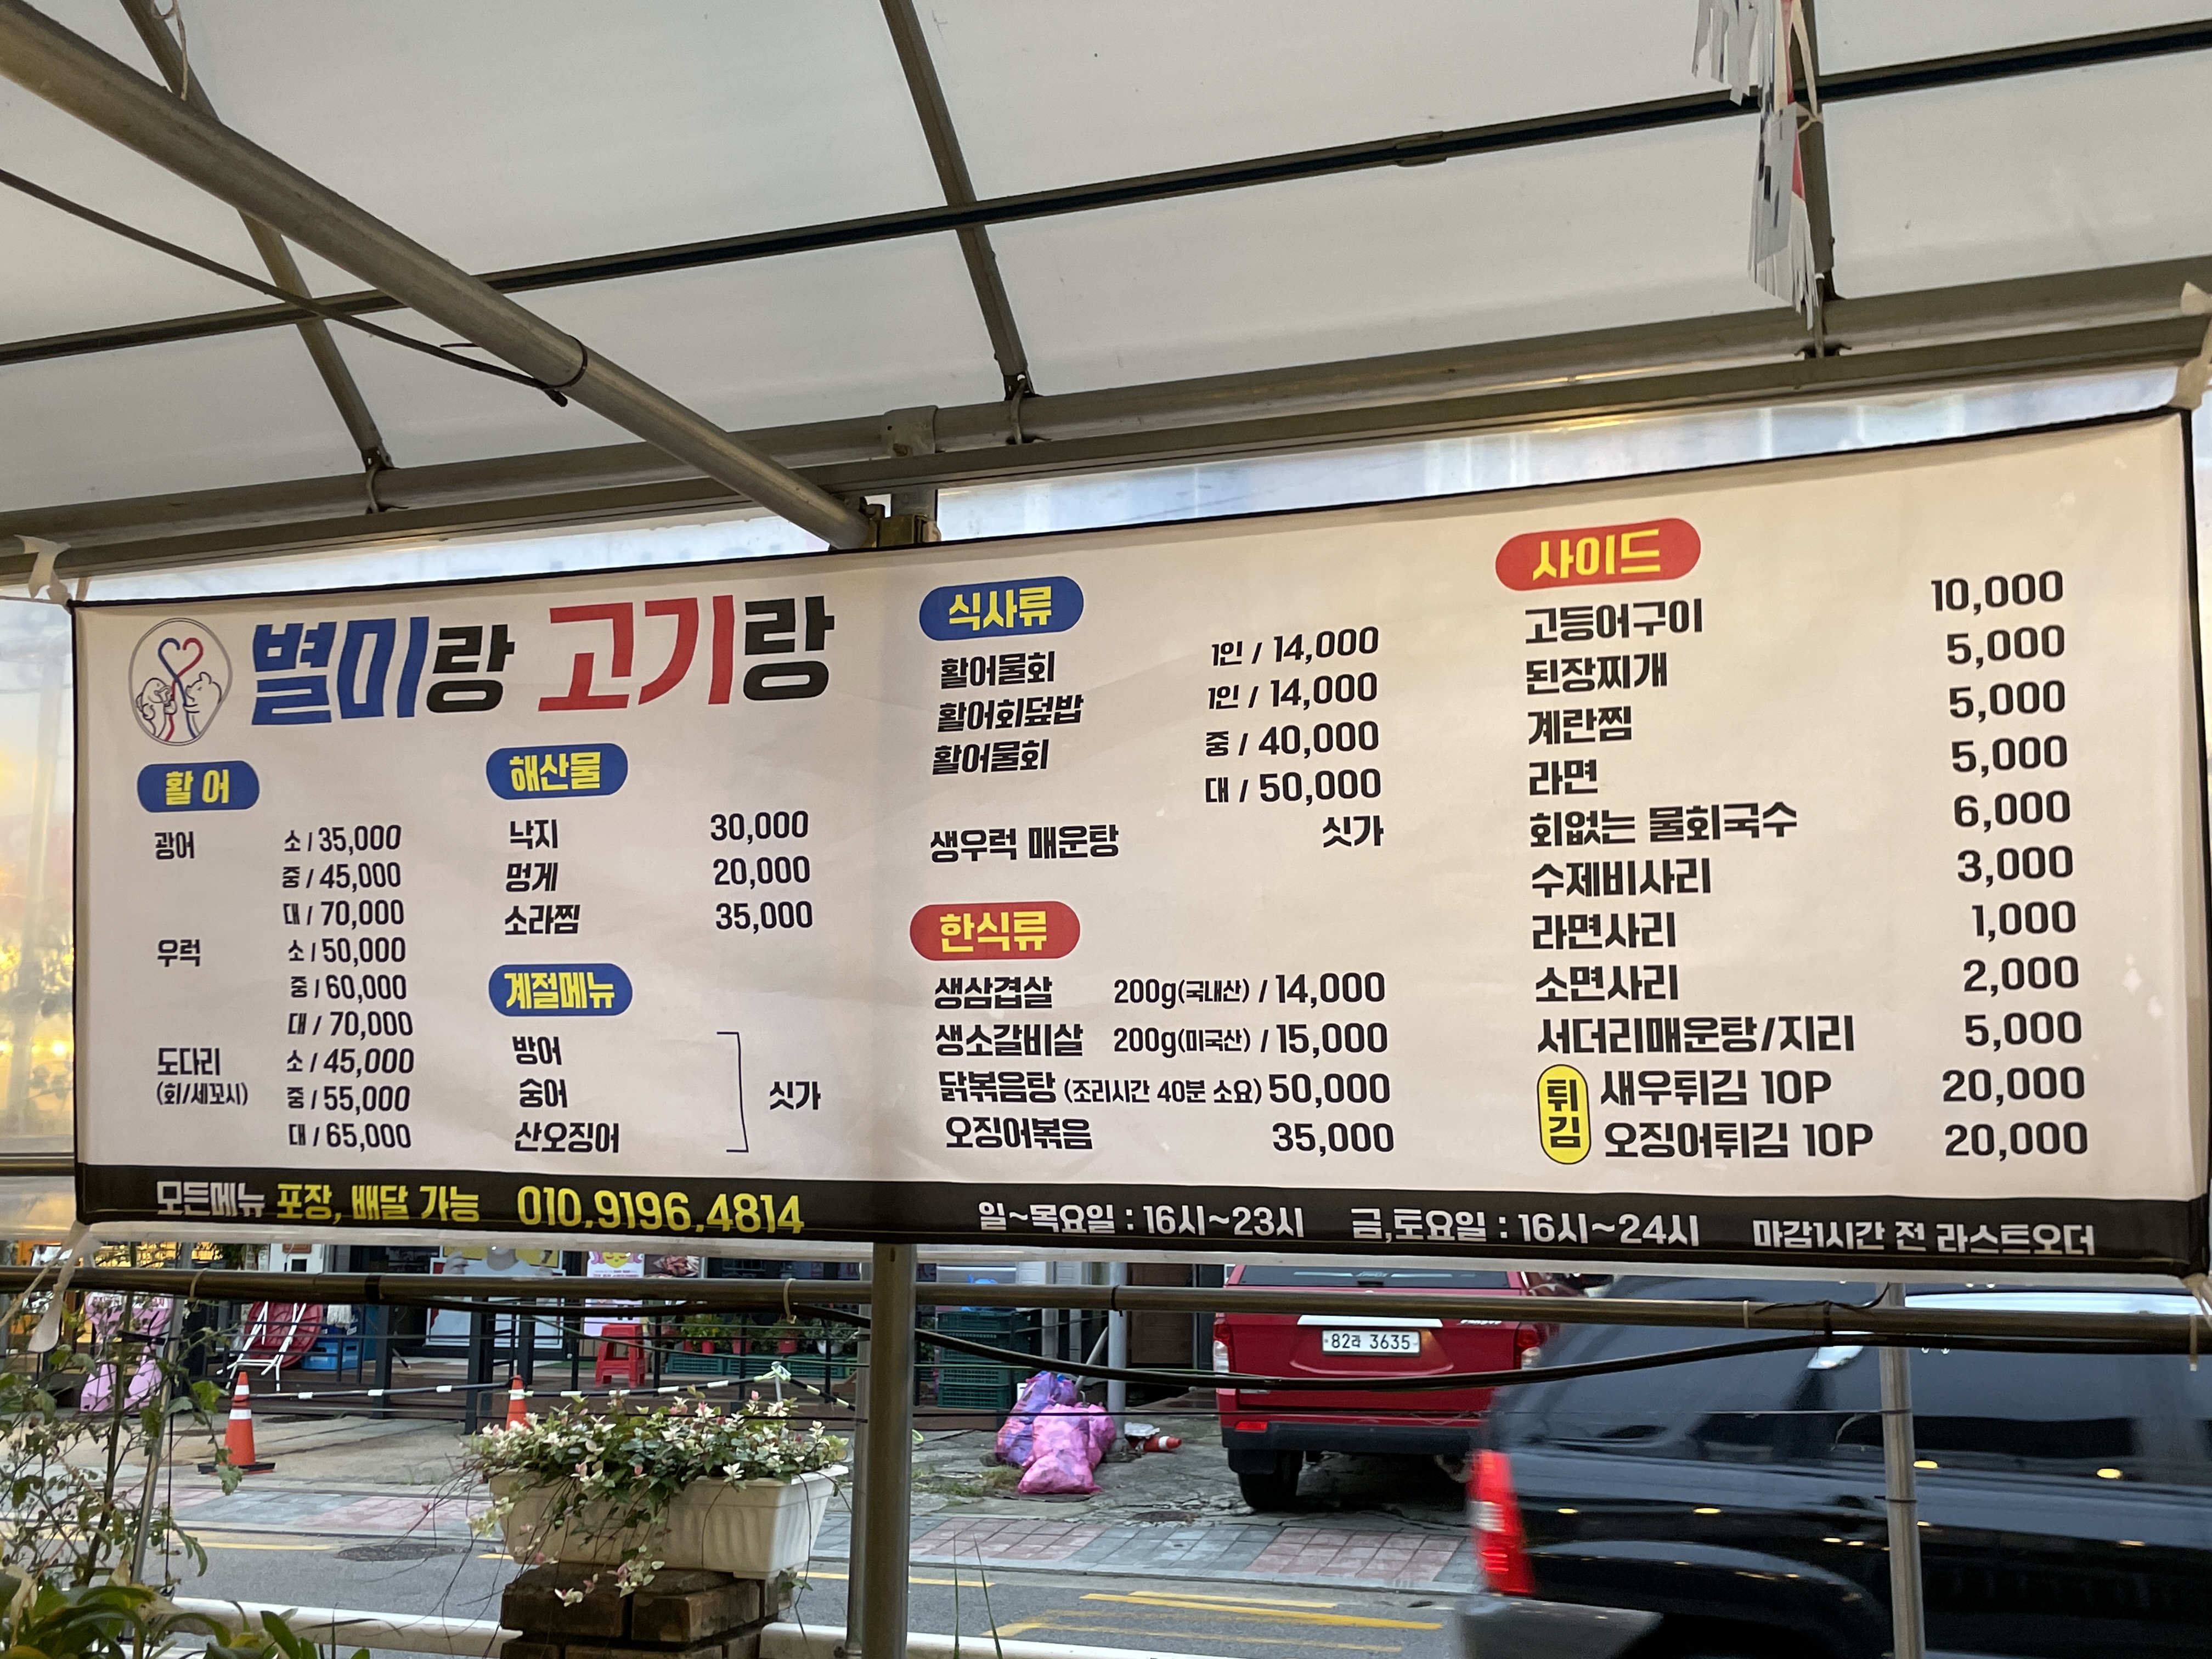 별미랑 고기랑
활 어
광어 소 / 35,000
중 / 45,000
대 / 70,000
우럭 소 / 50,000
중 / 60,000
대 / 70,000
도다리 소 / 45,000
(회/세꼬시) 중 / 55,000
대 / 65,000
해산물
낙지 30,000
멍게 20,000
소라찜 35,000
계절메뉴
방어
숭어
산오징어
싯가
식사류
활어물회 1인 / 14,000
활어회덮밥 1인 / 14,000
활어물회 중 / 40,000
대 / 50,000
생우럭 매운탕 싯가
한식류
생삼겹살 200g(국내산) / 14,000
생소갈비살 200g(미국산) / 15,000
닭볶음탕 (조리시간 40분 소요) 50,000
오징어볶음 35,000
사이드
고등어구이 10,000
된장찌개 5,000
계란찜 5,000
라면 5,000
회없는 물회국수 6,000
수제비사리 3,000
라면사리 1,000
소면사리 2,000
서더리매운탕/지리 5,000
튀김
새우튀김 10P 20,000
오징어튀김 10P 20,000
모든메뉴 포장, 배달 가능 010.9196.4814
일~목요일 : 16시~23시 금,토요일 : 16시~24시 마감1시간 전 라스트오더
82라 3635